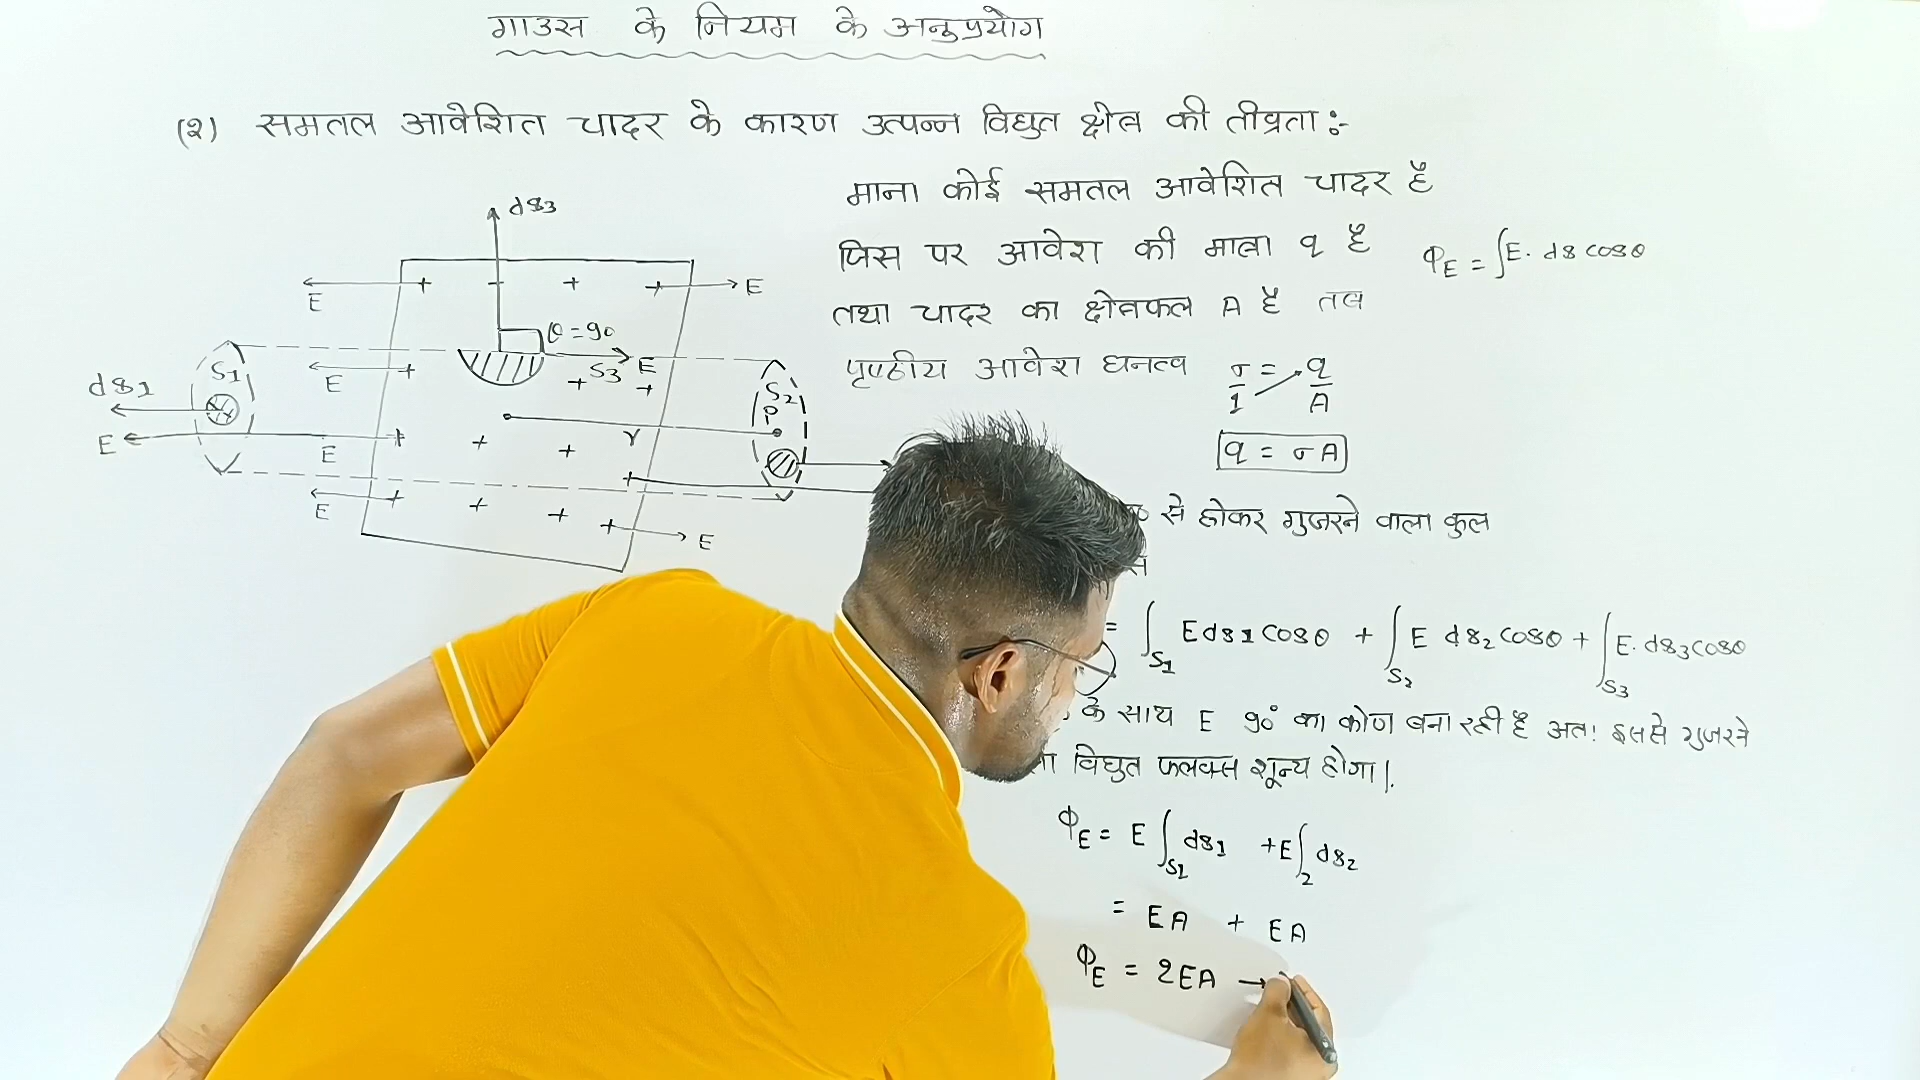 गाउस के नियम के अनुप्रयोग
(२) समतल आवेशित चादर के कारण उत्पन्न विद्युत क्षेत्र की तीव्रता :-
माना कोई समतल आवेशित चादर है
जिस पर आवेश की मात्रा q है
तथा चादर का क्षेत्रफल A है तब
पृष्ठीय आवेश घनत्व σ/1 = q/A
q = σA
से होकर गुजरने वाला कुल
= ∫S1 E ds1 cosθ + ∫S2 E ds2 cosθ + ∫S3 E. ds3 cosθ
के साथ E 90° का कोण बना रही है अतः इससे गुजरने
विद्युत फ्लक्स शून्य होगा।.
ΦE = E ∫S1 ds1 + E ∫2 ds2
= EA + EA
ΦE = 2EA →
ΦE = ∫E. ds cosθ
ds3
E
+ - + +
E
θ = 90
S1
E
+
S3
E
+
+
S2
ds1
P
E
E
+
+
+
r
+
E
+
+
+
+
E